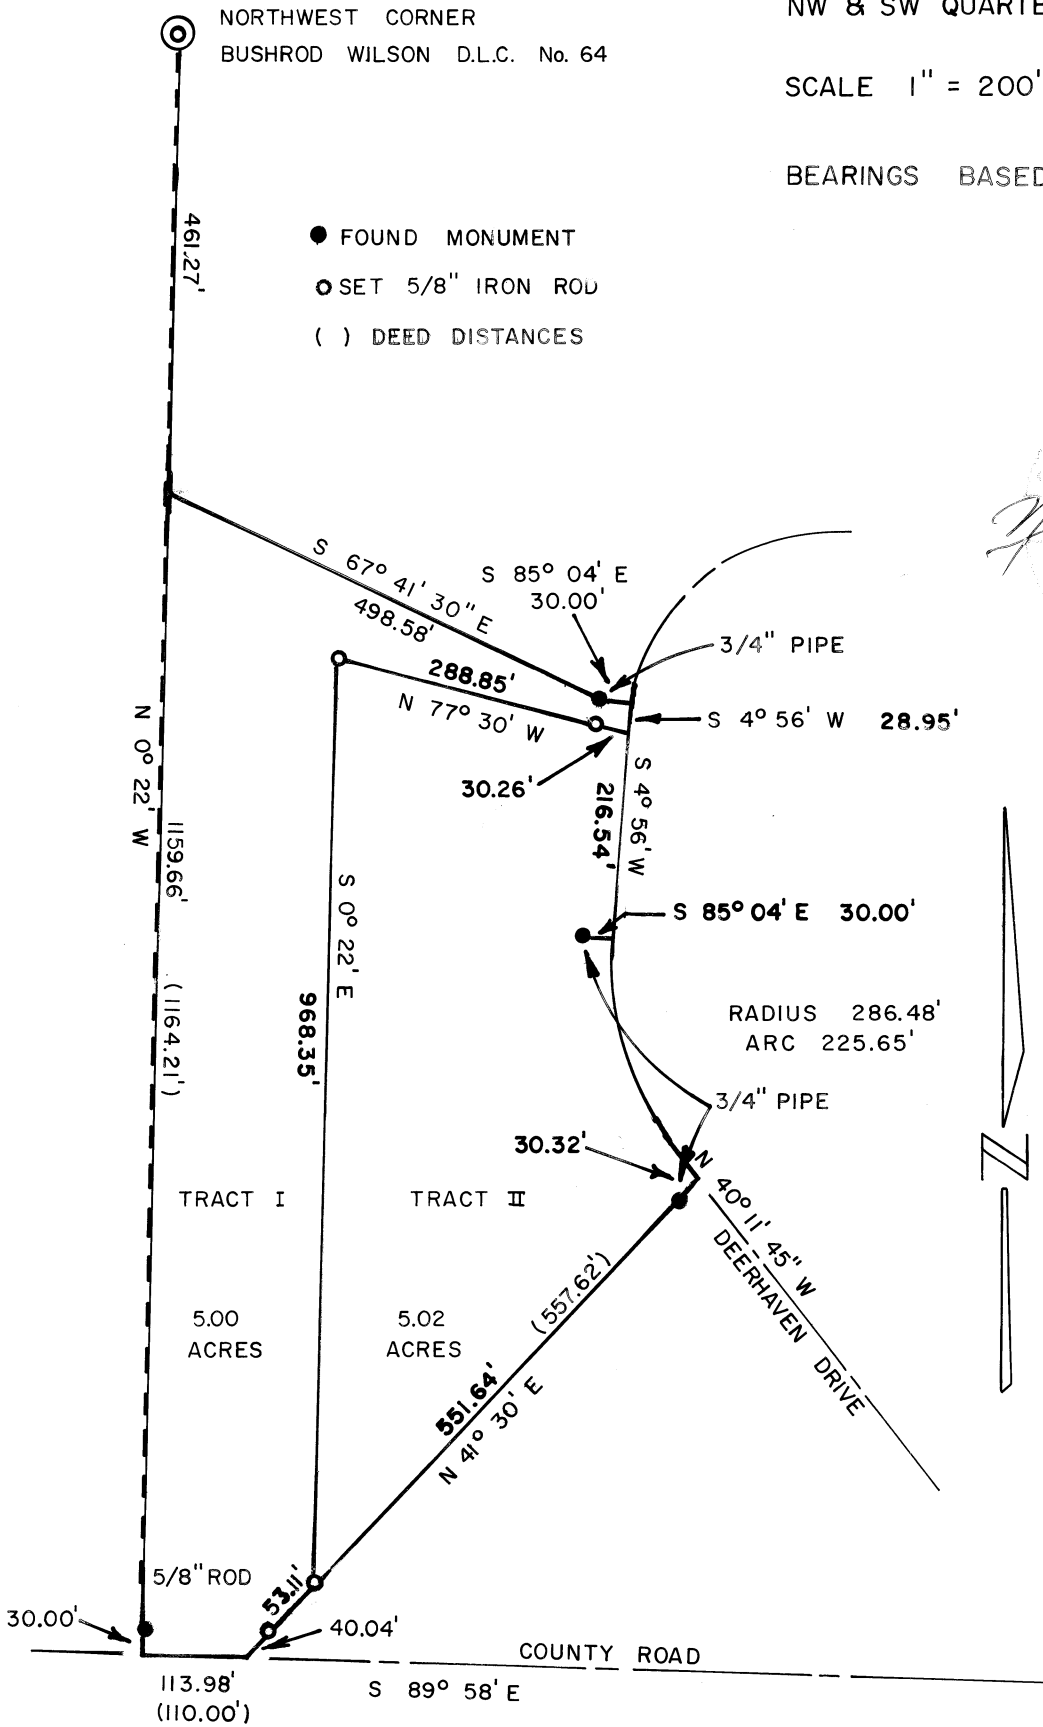 NORTHWEST CORNER
BUSHROD WILSON D.L.C. No. 64
NW & SW QUARTE
SCALE 1" = 200'
BEARINGS BASED
461.27'
FOUND MONUMENT
SET 5/8" IRON ROD
( ) DEED DISTANCES
S 67° 41' 30" E
498.58'
S 85° 04' E
30.00'
3/4" PIPE
288.85'
N 77° 30' W
S 4° 56' W 28.95'
30.26'
S 4° 56' W
216.54'
N 0° 22' W
1159.66'
(1164.21')
S 0° 22' E
968.35'
S 85° 04' E 30.00'
RADIUS 286.48'
ARC 225.65'
3/4" PIPE
30.32'
N 40° 11' 45" W
DEERHAVEN DRIVE
N
TRACT I
TRACT II
5.00
ACRES
5.02
ACRES
(557.62')
551.64'
N 41° 30' E
5/8" ROD
53.11'
30.00'
40.04'
COUNTY ROAD
113.98'
(110.00')
S 89° 58' E